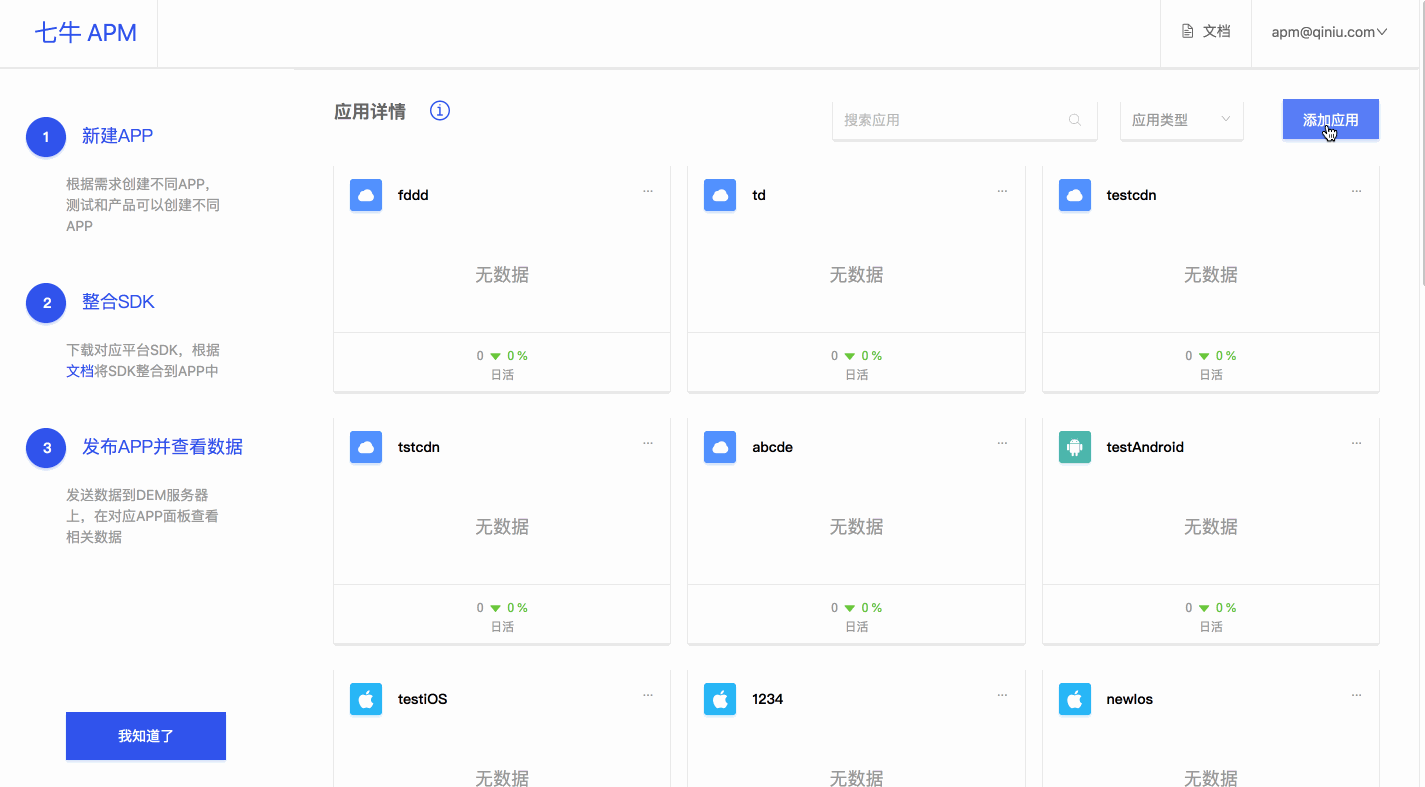 七牛 APM
文档
apm@qiniu.com
1
新建APP
根据需求创建不同APP，
测试和产品可以创建不同
APP
2
整合SDK
下载对应平台SDK，根据
文档将SDK整合到APP中
3
发布APP并查看数据
发送数据到DEM服务器
上，在对应APP面板查看
相关数据
我知道了
应用详情
搜索应用
应用类型
添加应用
fddd
...
无数据
0 0 %
日活
td
...
无数据
0 0 %
日活
testcdn
...
无数据
0 0 %
日活
tstcdn
...
无数据
0 0 %
日活
abcde
...
无数据
0 0 %
日活
testAndroid
...
无数据
0 0 %
日活
testiOS
...
无数据
1234
...
无数据
newIos
...
无数据